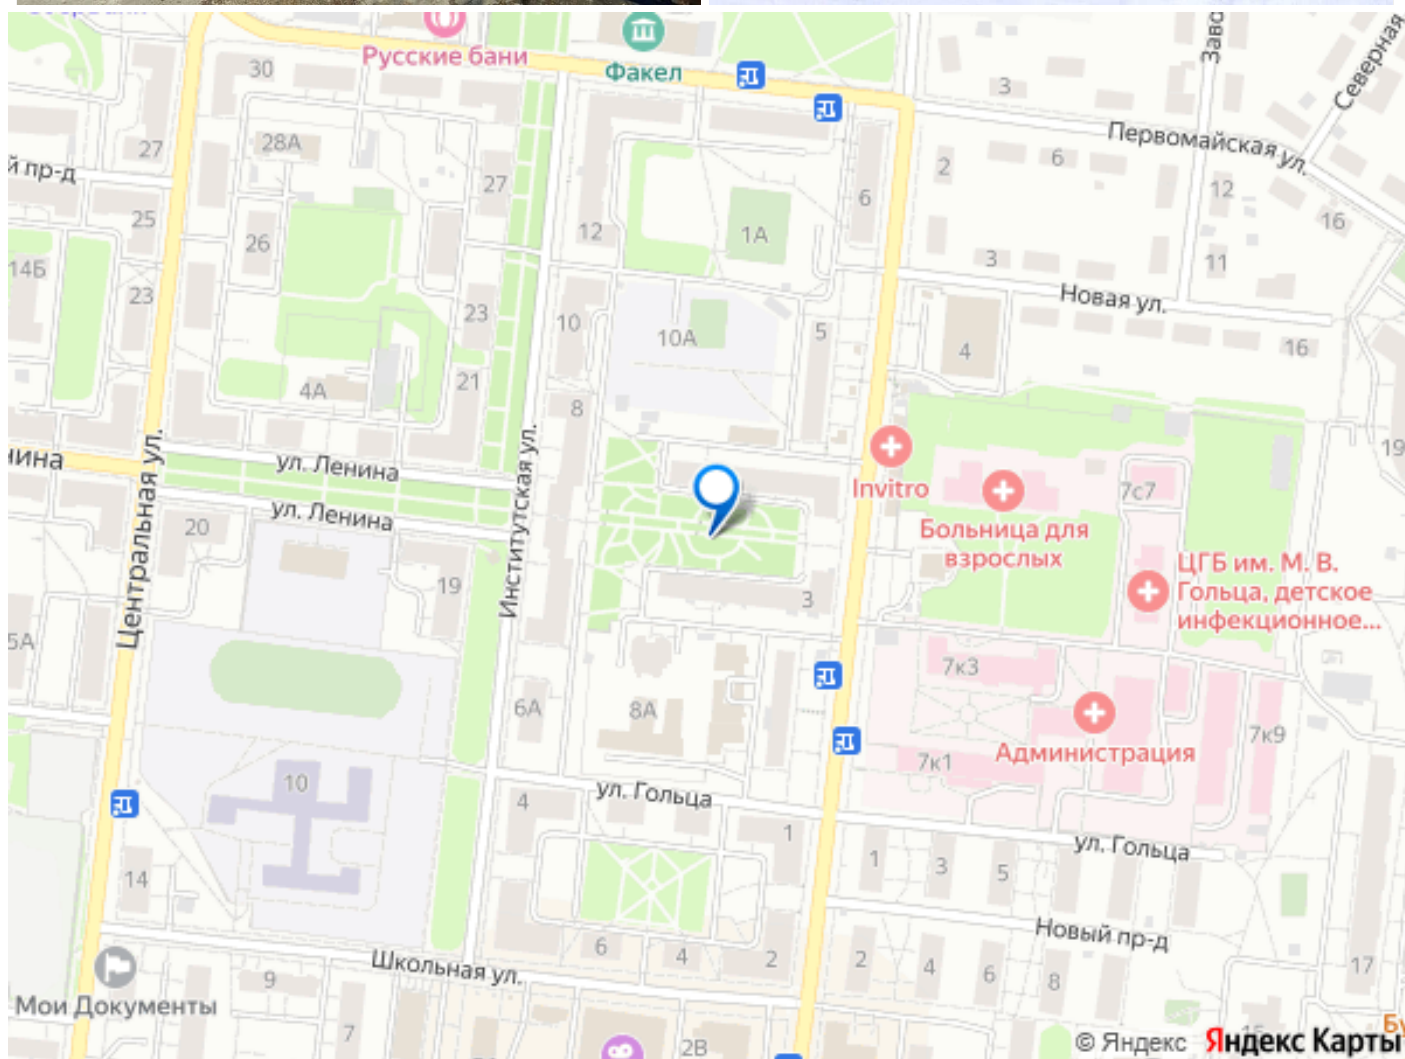 Русские бани
Факел
30
3
Заво
Северная
27
28А
Первомайская ул.
й пр-д
27
2
6
12
16
25
26
12
1А
6
14Б
3
11
23
Новая ул.
23
10
10А
5
16
4
4А
21
8
19
ина
ул. Ленина
Invitro
7с7
Центральная ул.
Институтская ул.
ул. Ленина
20
Больница для
взрослых
ЦГБ им. М. В.
Гольца, детское
инфекционное...
19
3
5А
7к3
6А
8А
7к9
Администрация
7к1
10
4
ул. Гольца
1
ул. Гольца
14
1
3
5
Новый пр-д
6
4
2
2
4
6
8
17
Школьная ул.
9
Мои Документы
7
2В
© Яндекс Яндекс Карты